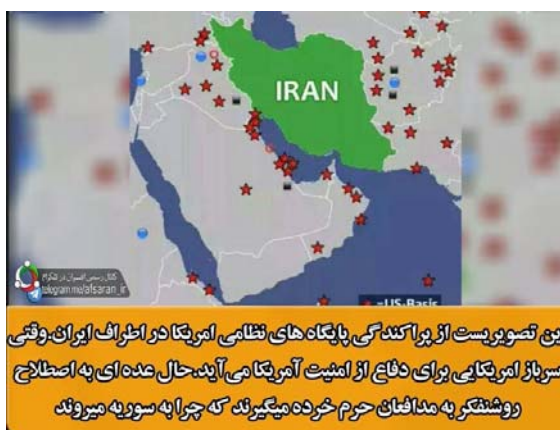 IRAN
کانال رسمی افسران در تلگرام
telegram.me/afsaran_ir
=US-Basis
این تصویریست از پراکندگی پایگاه های نظامی امریکا در اطراف ایران.وقتی
سرباز امریکایی برای دفاع از امنیت آمریکا می‌آید.حال عده ای به اصطلاح
روشنفکر به مدافعان حرم خرده میگیرند که چرا به سوریه میروند